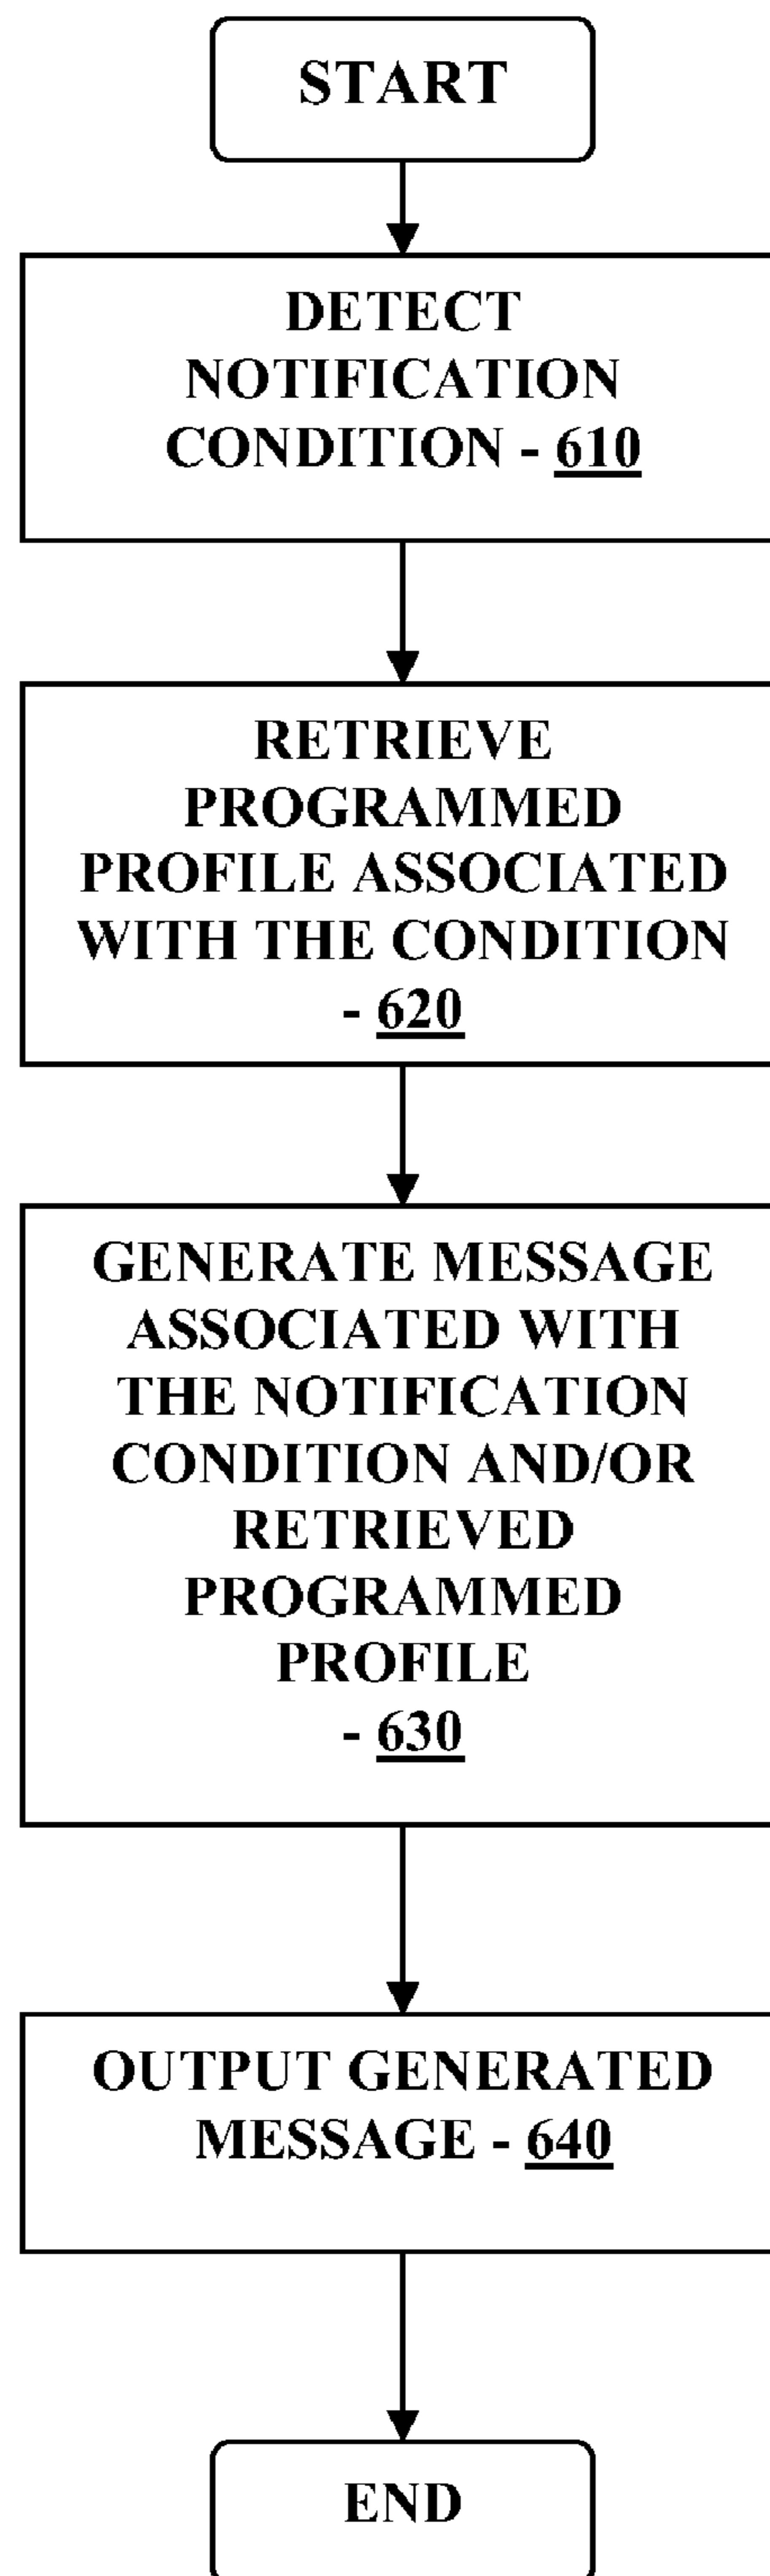 START
DETECT
NOTIFICATION
CONDITION - 610
RETRIEVE
PROGRAMMED
PROFILE ASSOCIATED
WITH THE CONDITION
- 620
GENERATE MESSAGE
ASSOCIATED WITH
THE NOTIFICATION
CONDITION AND/OR
RETRIEVED
PROGRAMMED
PROFILE
- 630
OUTPUT GENERATED
MESSAGE - 640
END